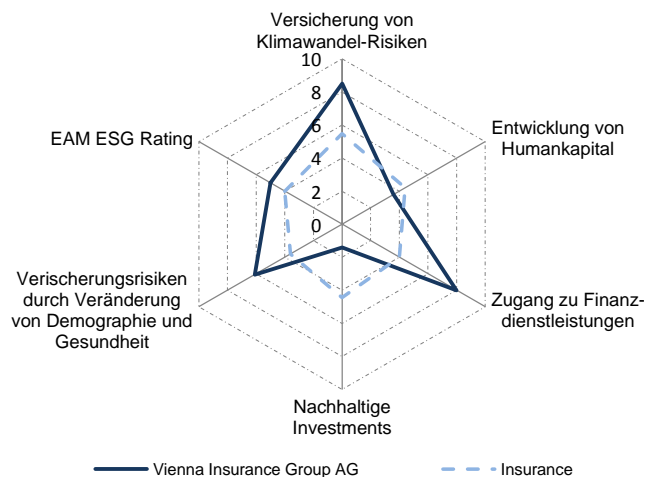 Versicherung von
Klimawandel-Risiken
10
8
6
4
2
0
EAM ESG Rating
Entwicklung von
Humankapital
Verischerungsrisiken
durch Veränderung
von Demographie und
Gesundheit
Zugang zu Finanz-
dienstleistungen
Nachhaltige
Investments
Vienna Insurance Group AG
Insurance